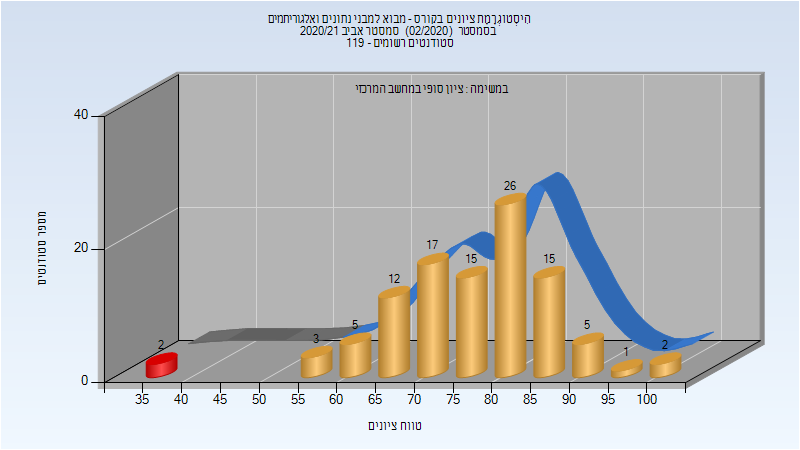 הִיסְטוֹגְרָמַת ציונים בקורס - מבוא למבני נתונים ואלגוריתמים
בסמסטר (02/2020) סמסטר אביב 2020/21
סטודנטים רשומים - 119
במשימה : ציון סופי במחשב המרכזי
מספר סטודנטים
40
20
0
2
3
5
12
17
15
26
15
5
1
2
35 40 45 50 55 60 65 70 75 80 85 90 95 100
טווח ציונים